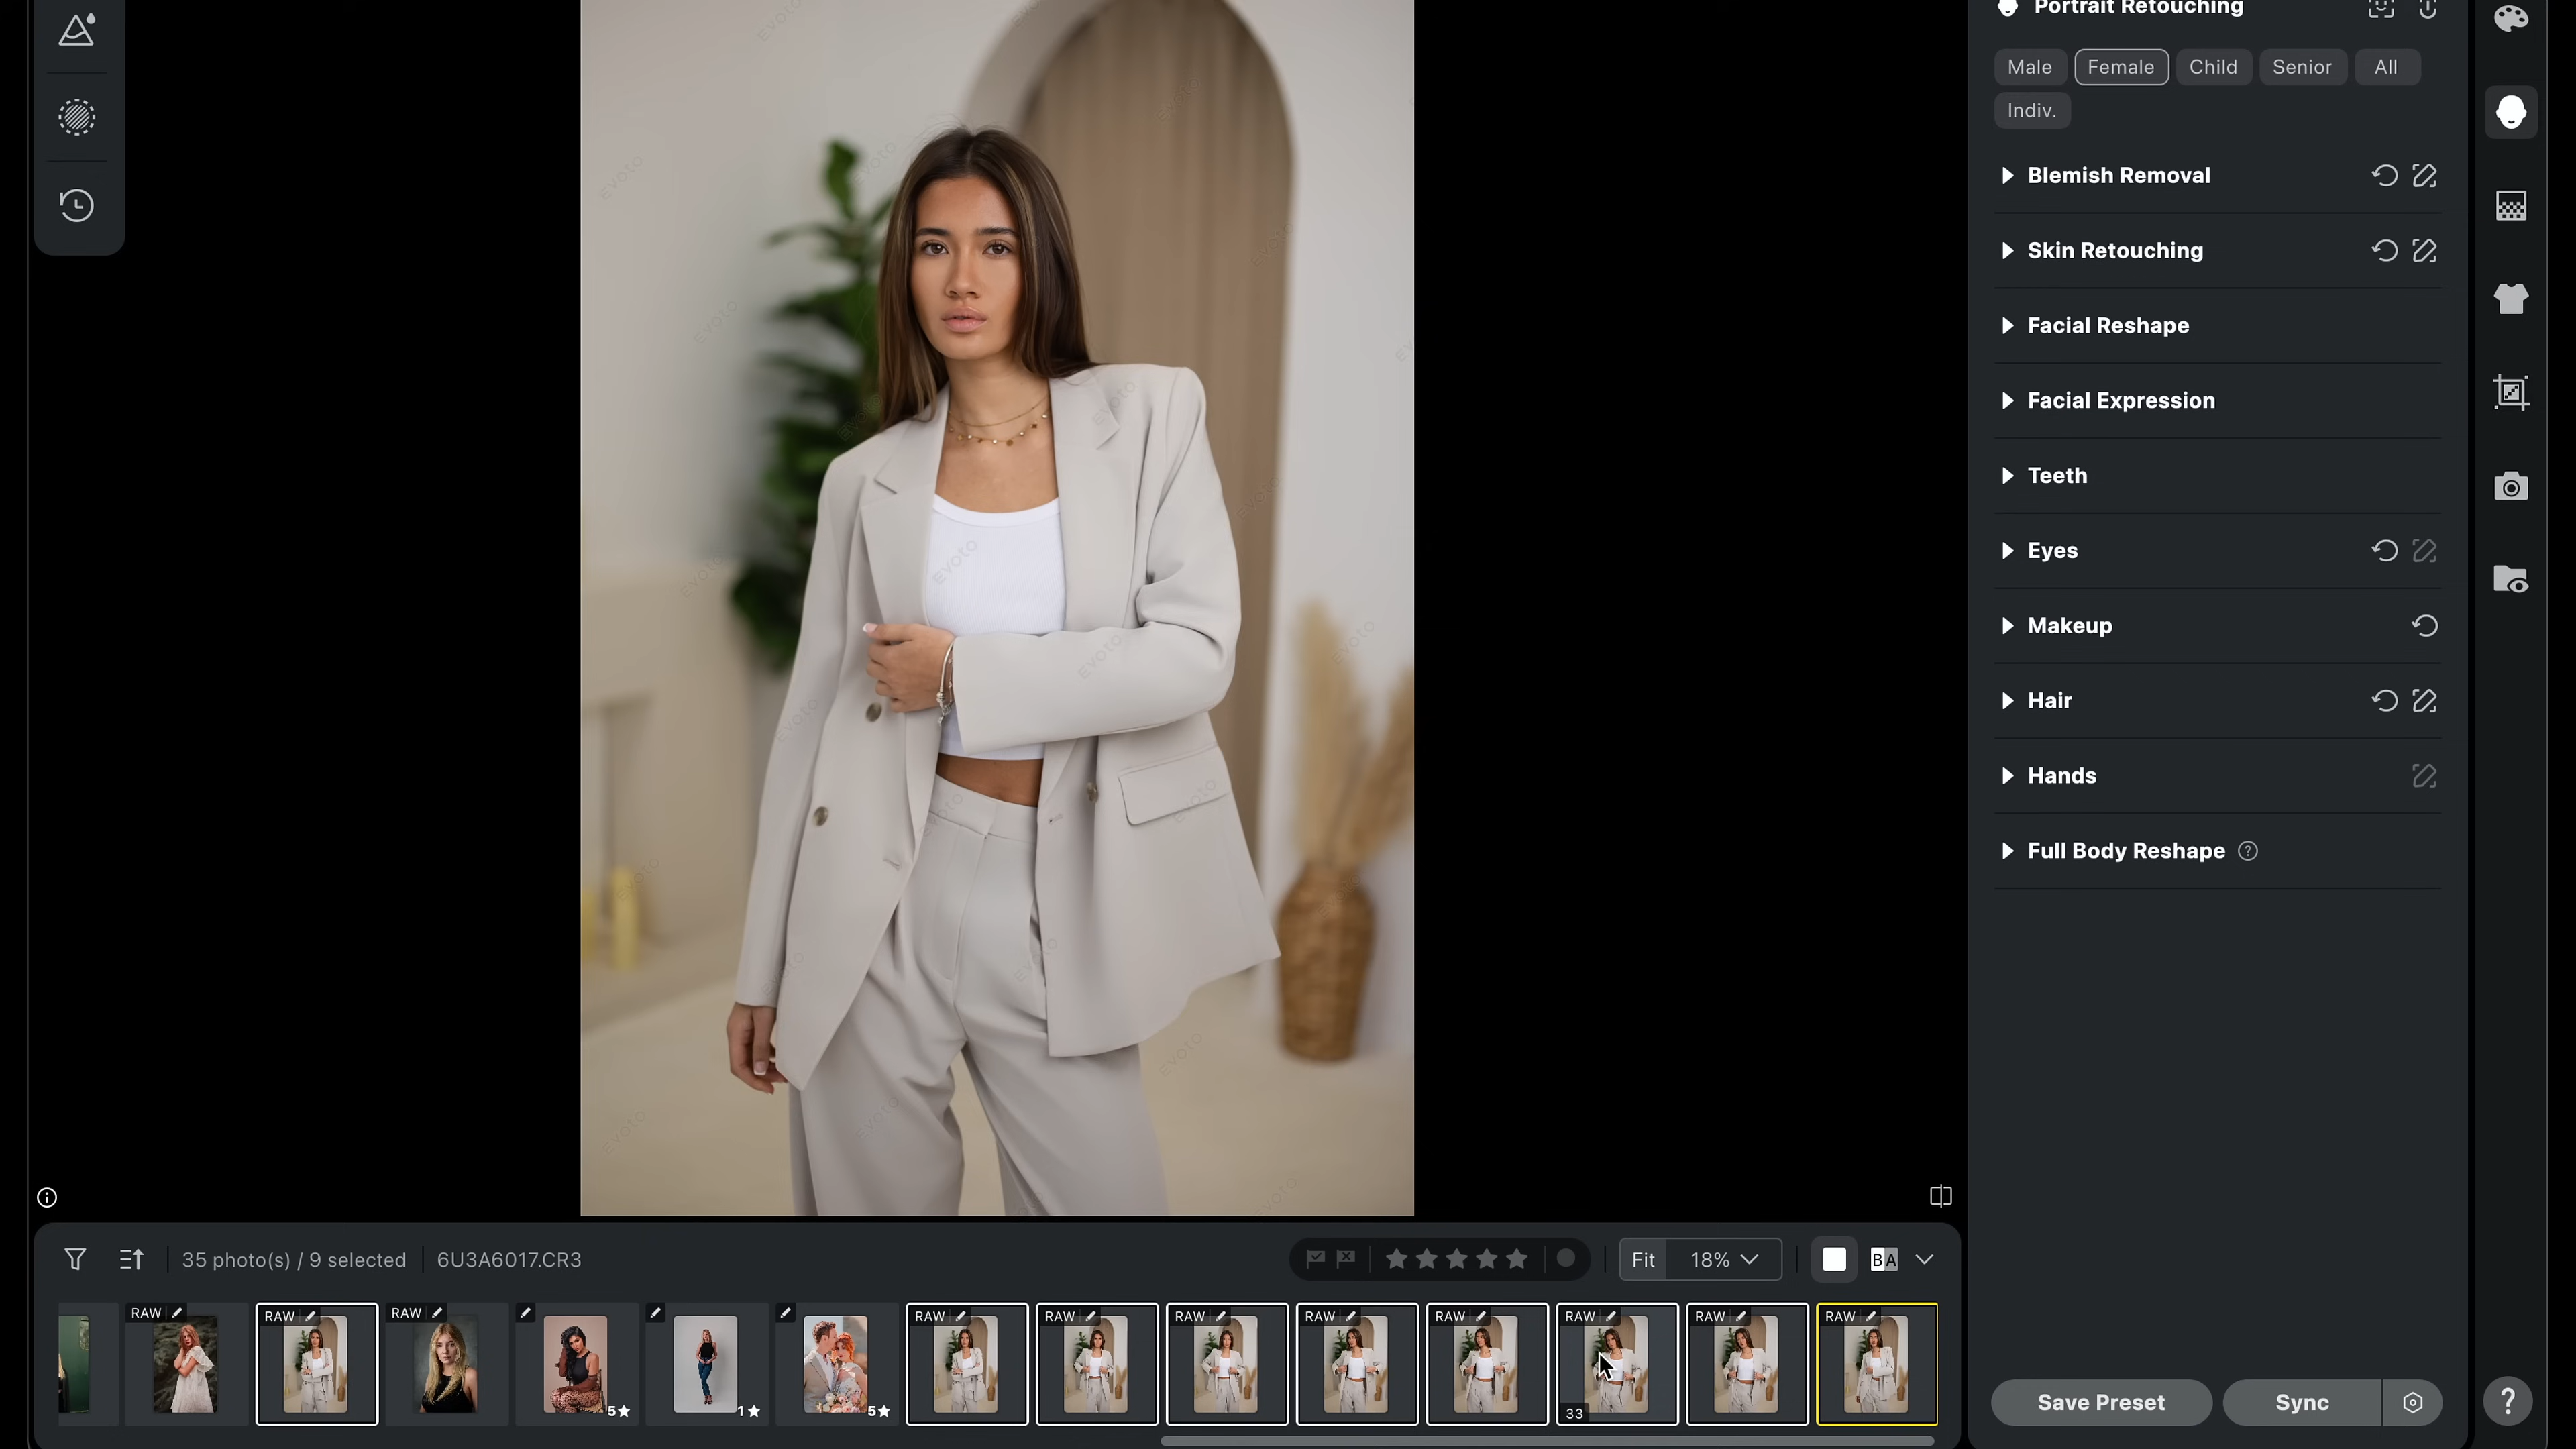 Portrait Retouching
Male Female Child Senior All
Indiv.
Blemish Removal
Skin Retouching
Facial Reshape
Facial Expression
Teeth
Eyes
Makeup
Hair
Hands
Full Body Reshape ?
Evoto
35 photo(s) / 9 selected 6U3A6017.CR3
Fit 18% BA
RAW RAW RAW RAW RAW RAW RAW RAW RAW RAW RAW
5★ 1★ 5★ 33
Save Preset Sync ?